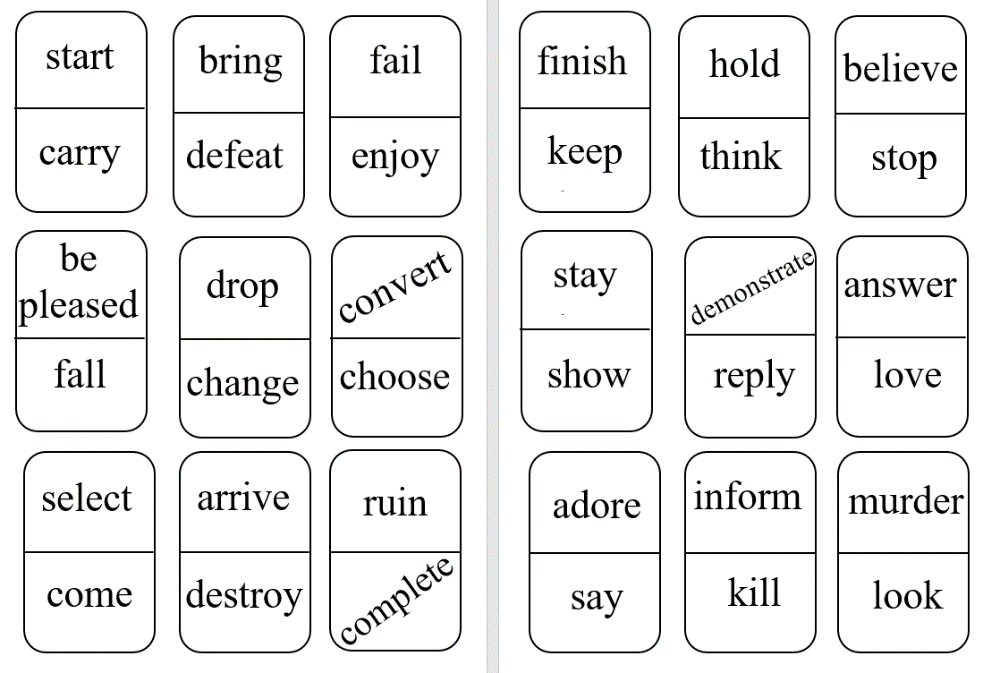 start
carry
bring
defeat
fail
enjoy
finish
keep
hold
think
believe
stop
be
pleased
fall
drop
change
convert
choose
stay
show
demonstrate
reply
answer
love
select
come
arrive
destroy
ruin
complete
adore
say
inform
kill
murder
look